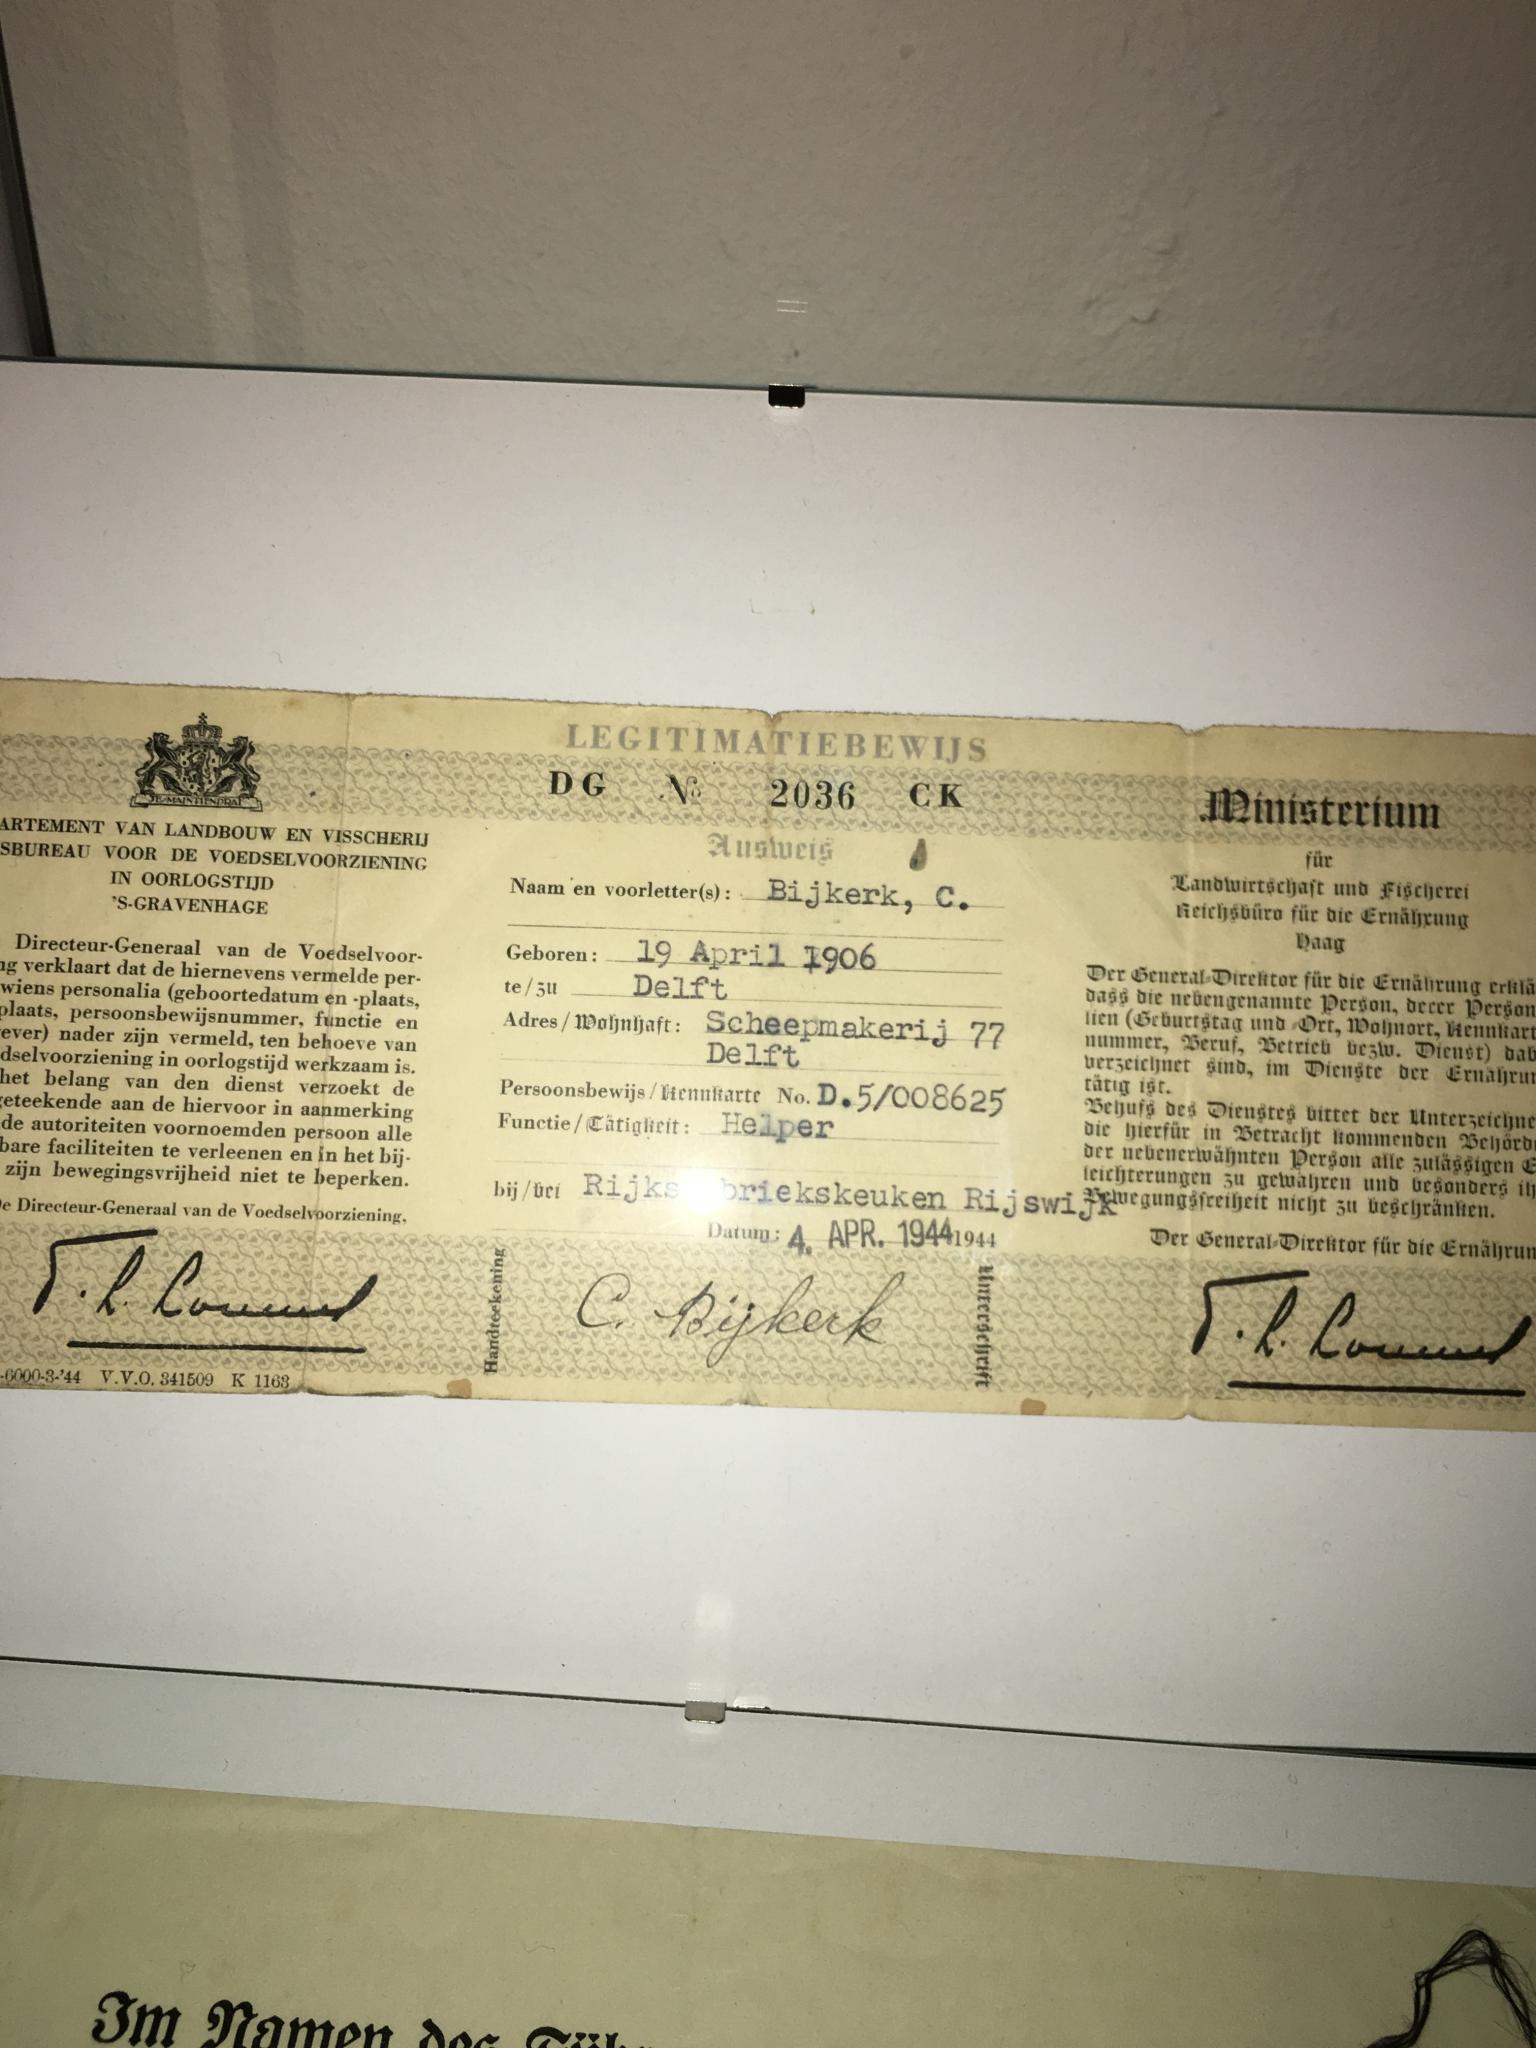 LEGITIMATIEBEWIJS
DG No 2036 CK
Ausweis
JE MAINTIENDRAI
ARTEMENT VAN LANDBOUW EN VISSCHERIJ
SBUREAU VOOR DE VOEDSELVOORZIENING
IN OORLOGSTIJD
'S-GRAVENHAGE
Directeur-Generaal van de Voedselvoor-
ng verklaart dat de hiernevens vermelde per-
wiens personalia (geboortedatum en -plaats,
plaats, persoonsbewijsnummer, functie en
ever) nader zijn vermeld, ten behoeve van
dselvoorziening in oorlogstijd werkzaam is.
het belang van den dienst verzoekt de
geteekende aan de hiervoor in aanmerking
de autoriteiten voornoemden persoon alle
bare faciliteiten te verleenen en in het bij-
zijn bewegingsvrijheid niet te beperken.
De Directeur-Generaal van de Voedselvoorziening,
-6000-3-'44 V.V.O. 341509 K 1163
Naam en voorletter(s): Bijkerk, C.
Geboren: 19 April 1906
te/zu Delft
Adres/Wohnhaft: Scheepmakerij 77
Delft
Persoonsbewijs/Kennkarte No. D.5/008625
Functie/Tätigkeit: Helper
bij/bei Rijks briekskeuken Rijswijk
Datum: 4. APR. 1944 1944
Handteekening
C. Bijkerk
Unterschrift
Ministerium
für
Landwirtschaft und Fischerei
Reichsbüro für die Ernährung
Haag
Der General-Direktor für die Ernährung erklä
dass die nebengenannte Person, derer Person
lien (Geburtstag und -Ort, Wohnort, Kennkart
nummer, Beruf, Betrieb bezw. Dienst) dab
verzeichnet sind, im Dienste der Ernährun
tätig ist.
Behufs des Dienstes bittet der Unterzeichne
die hierfür in Betracht kommenden Behörd
der nebenerwähnten Person alle zulässigen E
leichterungen zu gewähren und besonders ih
Bewegungsfreiheit nicht zu beschränken.
Der General-Direktor für die Ernährun
Im Namen des